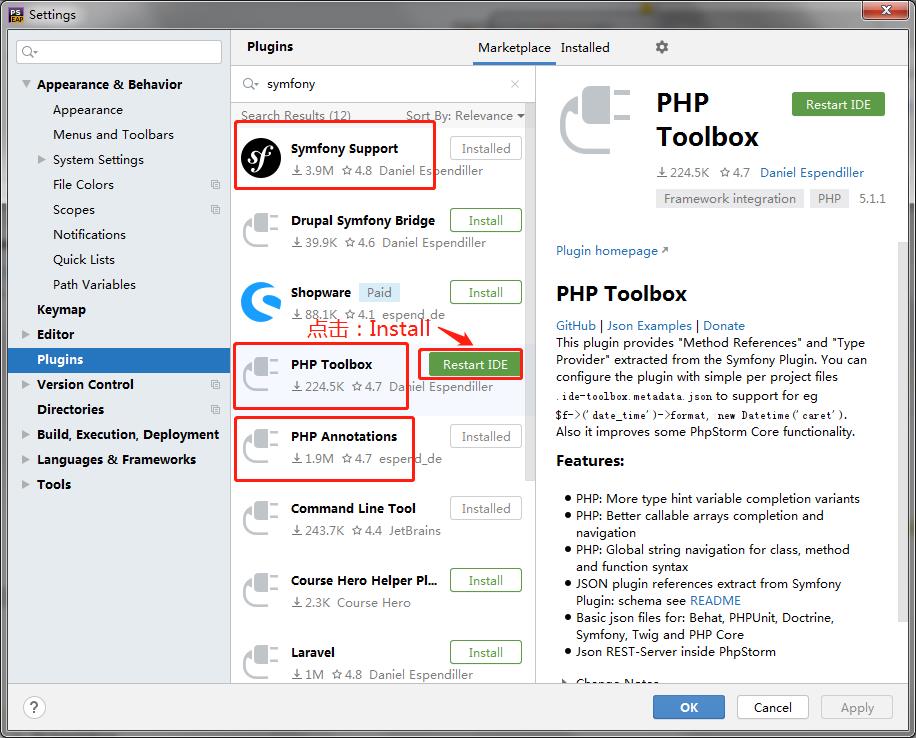 PS
EAP
Settings
Appearance & Behavior
Appearance
Menus and Toolbars
System Settings
File Colors
Scopes
Notifications
Quick Lists
Path Variables
Keymap
Editor
Plugins
Version Control
Directories
Build, Execution, Deployment
Languages & Frameworks
Tools
Plugins
Marketplace
Installed
symfony
Search Results (12)
Sort By: Relevance
Symfony Support
Installed
3.9M 4.8 Daniel Espendiller
Drupal Symfony Bridge
Install
39.9K 4.6 Daniel Espendiller
Shopware
Paid
Install
88.1K 4.1 espend_de
点击：Install
PHP Toolbox
Restart IDE
224.5K 4.7 Daniel Espendiller
PHP Annotations
Installed
1.9M 4.7 espend_de
Command Line Tool
Installed
243.7K 4.4 JetBrains
Course Hero Helper Pl...
Install
2.3K Course Hero
Laravel
Install
1M 4.8 Daniel Espendiller
PHP
Toolbox
Restart IDE
224.5K 4.7 Daniel Espendiller
Framework integration PHP 5.1.1
Plugin homepage
PHP Toolbox
GitHub | Json Examples | Donate
This plugin provides "Method References" and "Type
Provider" extracted from the Symfony Plugin. You can
configure the plugin with simple per project files
.ide-toolbox.metadata.json to support for eg
$f->('date_time')->format, new Datetime('caret').
Also it improves some PhpStorm Core functionality.
Features:
PHP: More type hint variable completion variants
PHP: Better callable arrays completion and
navigation
PHP: Global string navigation for class, method
and function syntax
JSON plugin references extract from Symfony
Plugin: schema see README
Basic json files for: Behat, PHPUnit, Doctrine,
Symfony, Twig and PHP Core
Json REST-Server inside PhpStorm
Change Notes
?
OK
Cancel
Apply